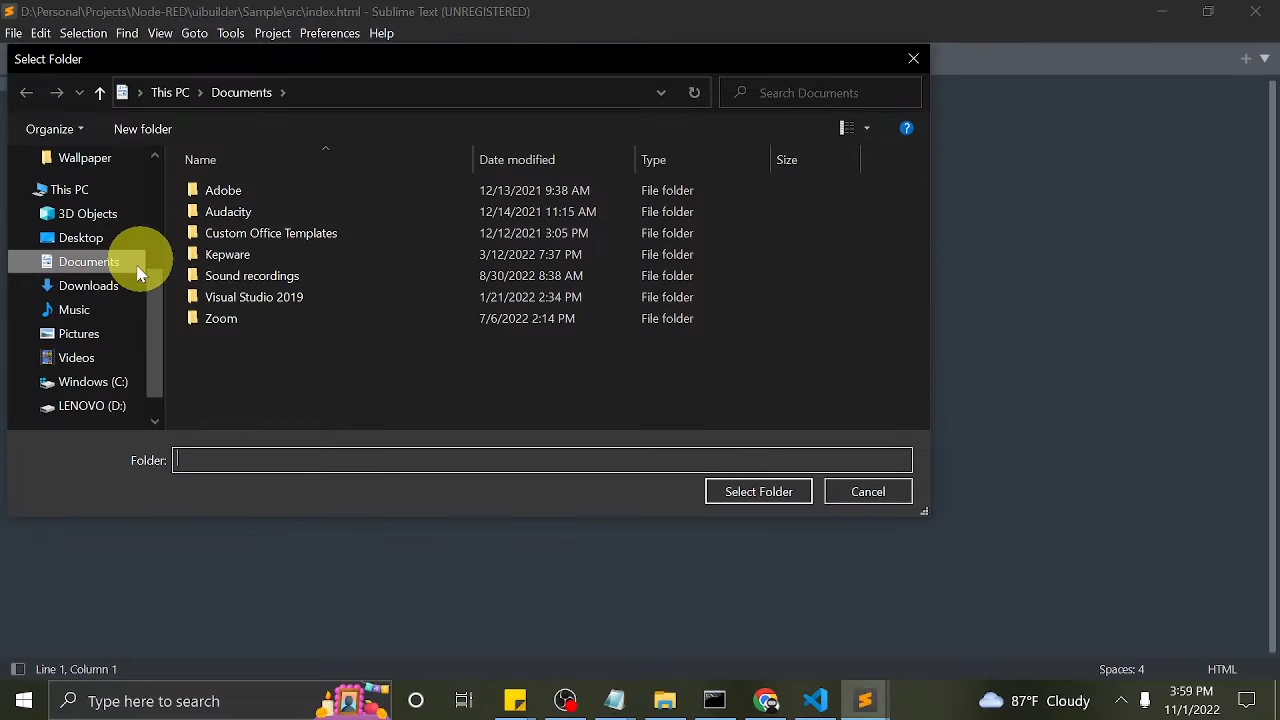 D:\Personal\Projects\Node-RED\uibuilder\Sample\src\index.html - Sublime Text (UNREGISTERED)
File Edit Selection Find View Goto Tools Project Preferences Help
Select Folder
This PC > Documents >
Search Documents
Organize New folder
Name Date modified Type Size
Wallpaper
This PC
3D Objects
Desktop
Documents
Downloads
Music
Pictures
Videos
Windows (C:)
LENOVO (D:)
Adobe 12/13/2021 9:38 AM File folder
Audacity 12/14/2021 11:15 AM File folder
Custom Office Templates 12/12/2021 3:05 PM File folder
Kepware 3/12/2022 7:37 PM File folder
Sound recordings 8/30/2022 8:38 AM File folder
Visual Studio 2019 1/21/2022 2:34 PM File folder
Zoom 7/6/2022 2:14 PM File folder
Folder:
Select Folder Cancel
Line 1, Column 1 Spaces: 4 HTML
Type here to search 87°F Cloudy 3:59 PM
11/1/2022